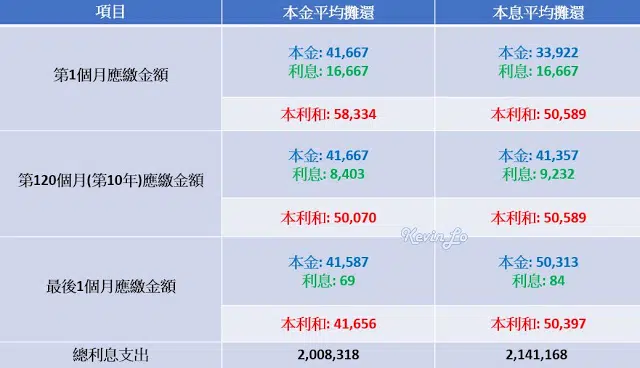 項目
本金平均攤還
本息平均攤還
第1個月應繳金額
本金: 41,667
利息: 16,667
本利和: 58,334
本金: 33,922
利息: 16,667
本利和: 50,589
第120個月(第10年)應繳金額
本金: 41,667
利息: 8,403
本利和: 50,070
本金: 41,357
利息: 9,232
本利和: 50,589
Kevin Lo
最後1個月應繳金額
本金: 41,587
利息: 69
本利和: 41,656
本金: 50,313
利息: 84
本利和: 50,397
總利息支出
2,008,318
2,141,168